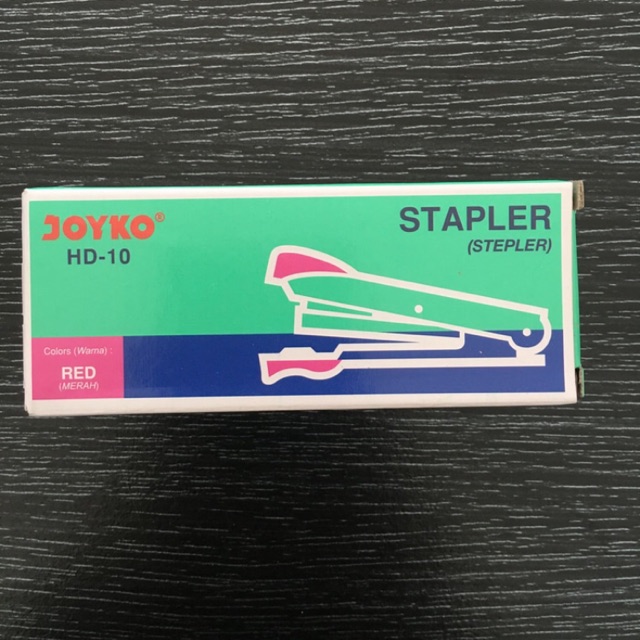 JOYKO®
HD-10
STAPLER
(STEPLER)
Colors (Warna) :
RED
(MERAH)